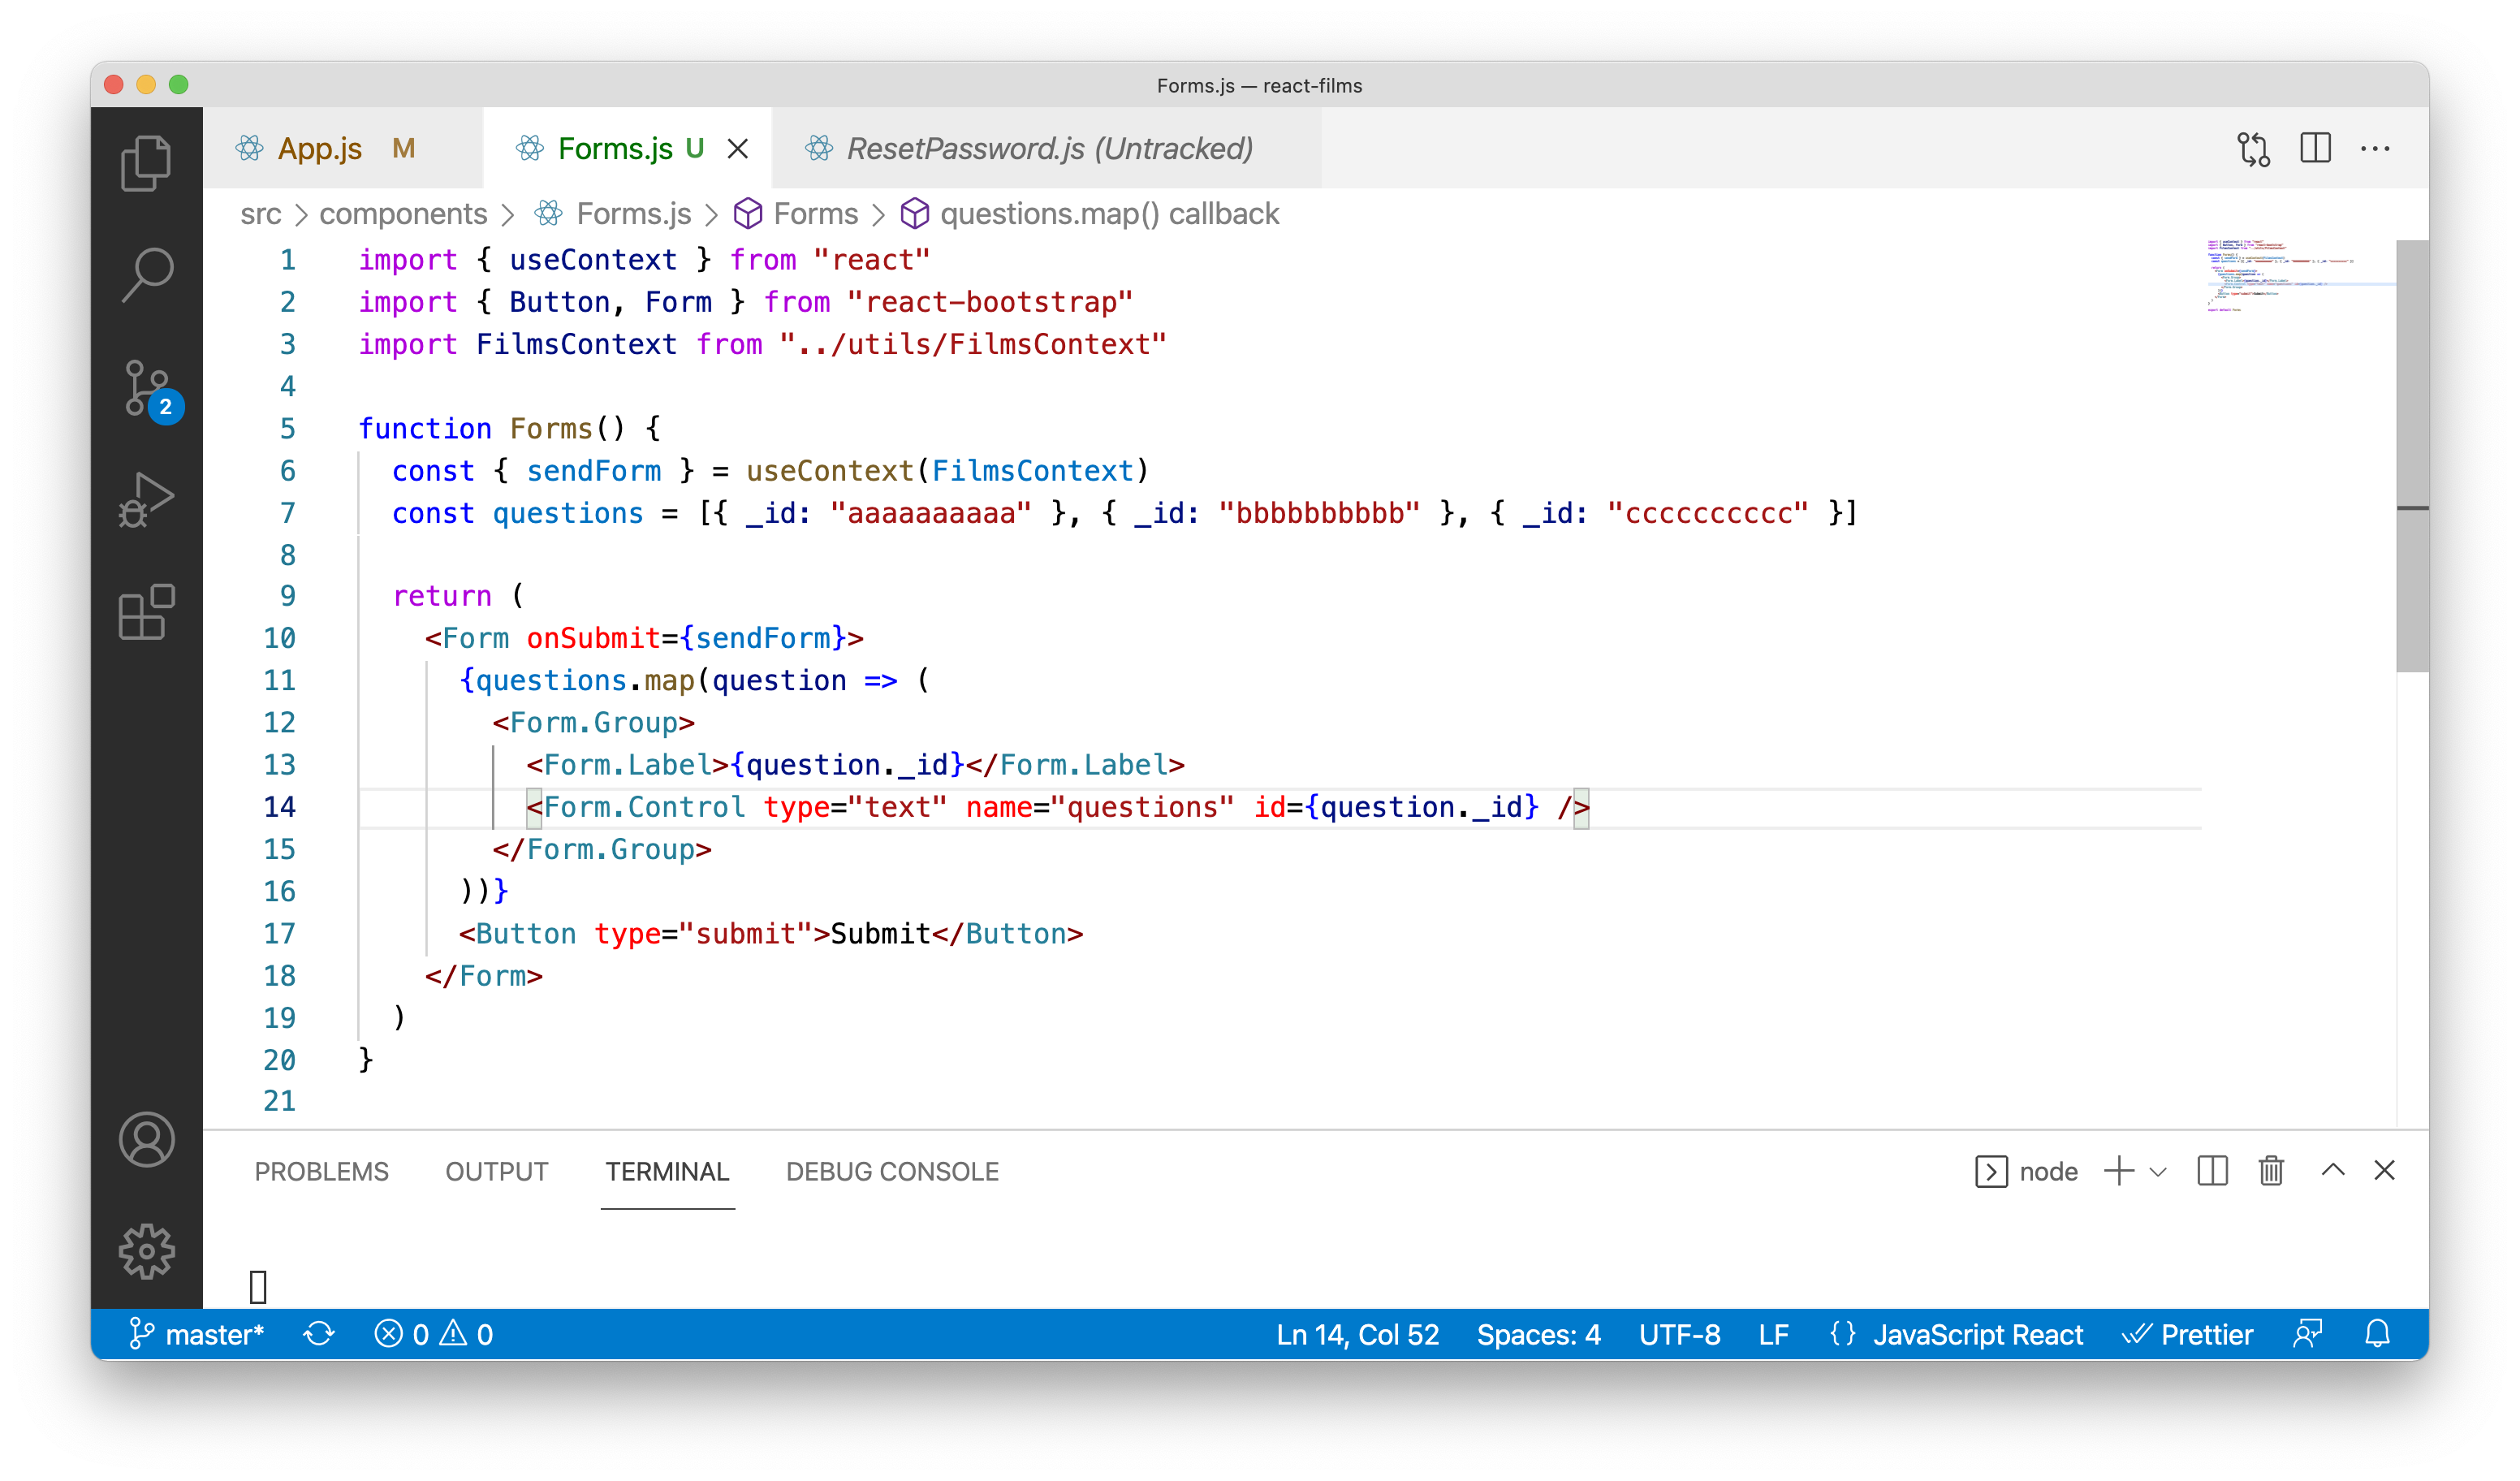 Forms.js — react-films
App.js M Forms.js U ResetPassword.js (Untracked)
src > components > Forms.js > Forms > questions.map() callback
1 import { useContext } from "react"
2 import { Button, Form } from "react-bootstrap"
3 import FilmsContext from "../utils/FilmsContext"
4
5 function Forms() {
6 const { sendForm } = useContext(FilmsContext)
7 const questions = [{ _id: "aaaaaaaaaa" }, { _id: "bbbbbbbbbb" }, { _id: "cccccccccc" }]
8
9 return (
10 <Form onSubmit={sendForm}>
11 {questions.map(question => (
12 <Form.Group>
13 <Form.Label>{question._id}</Form.Label>
14 <Form.Control type="text" name="questions" id={question._id} />
15 </Form.Group>
16 ))}
17 <Button type="submit">Submit</Button>
18 </Form>
19 )
20 }
21
2
PROBLEMS OUTPUT TERMINAL DEBUG CONSOLE node
master* 0 0 Ln 14, Col 52 Spaces: 4 UTF-8 LF {} JavaScript React Prettier